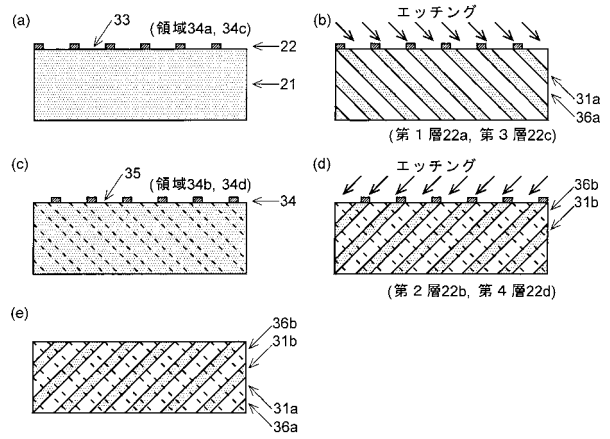 (a)
33
(領域34a, 34c)
22
21
(b)
エッチング
31a
36a
(第1層22a, 第3層22c)
(c)
35
(領域34b, 34d)
34
(d)
エッチング
36b
31b
(第2層22b, 第4層22d)
(e)
36b
31b
31a
36a